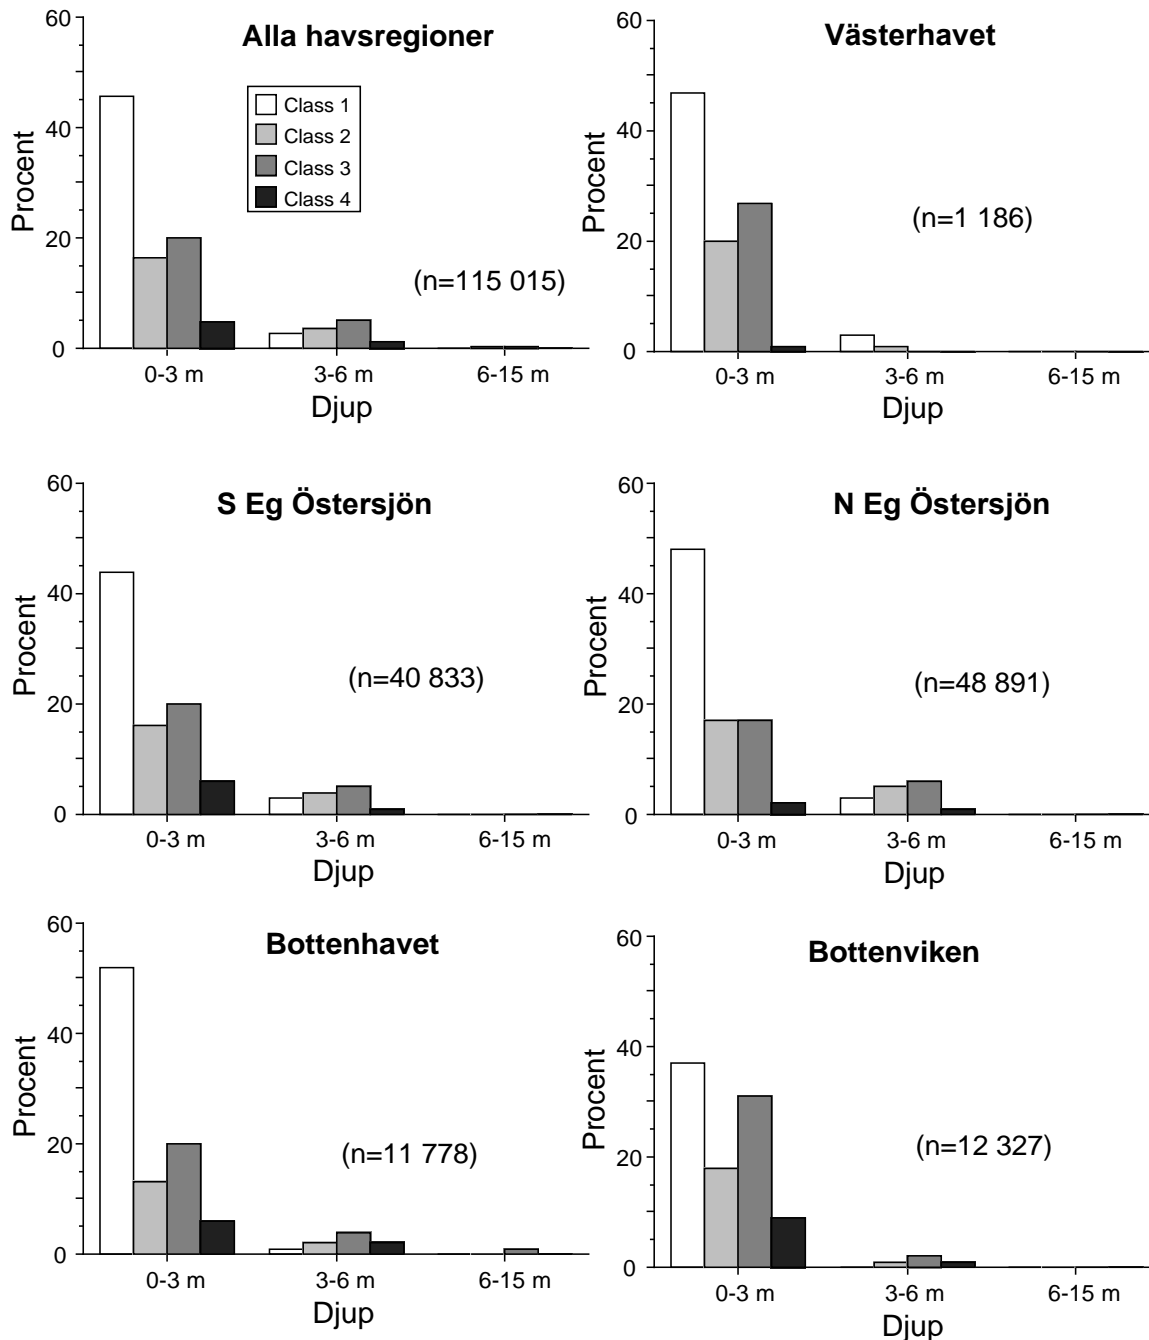 Alla havsregioner
Procent
60
40
20
0
Class 1
Class 2
Class 3
Class 4
(n=115 015)
0-3 m 3-6 m 6-15 m
Djup
Västerhavet
Procent
60
40
20
0
(n=1 186)
0-3 m 3-6 m 6-15 m
Djup
S Eg Östersjön
Procent
60
40
20
0
(n=40 833)
0-3 m 3-6 m 6-15 m
Djup
N Eg Östersjön
Procent
60
40
20
0
(n=48 891)
0-3 m 3-6 m 6-15 m
Djup
Bottenhavet
Procent
60
40
20
0
(n=11 778)
0-3 m 3-6 m 6-15 m
Djup
Bottenviken
Procent
60
40
20
0
(n=12 327)
0-3 m 3-6 m 6-15 m
Djup